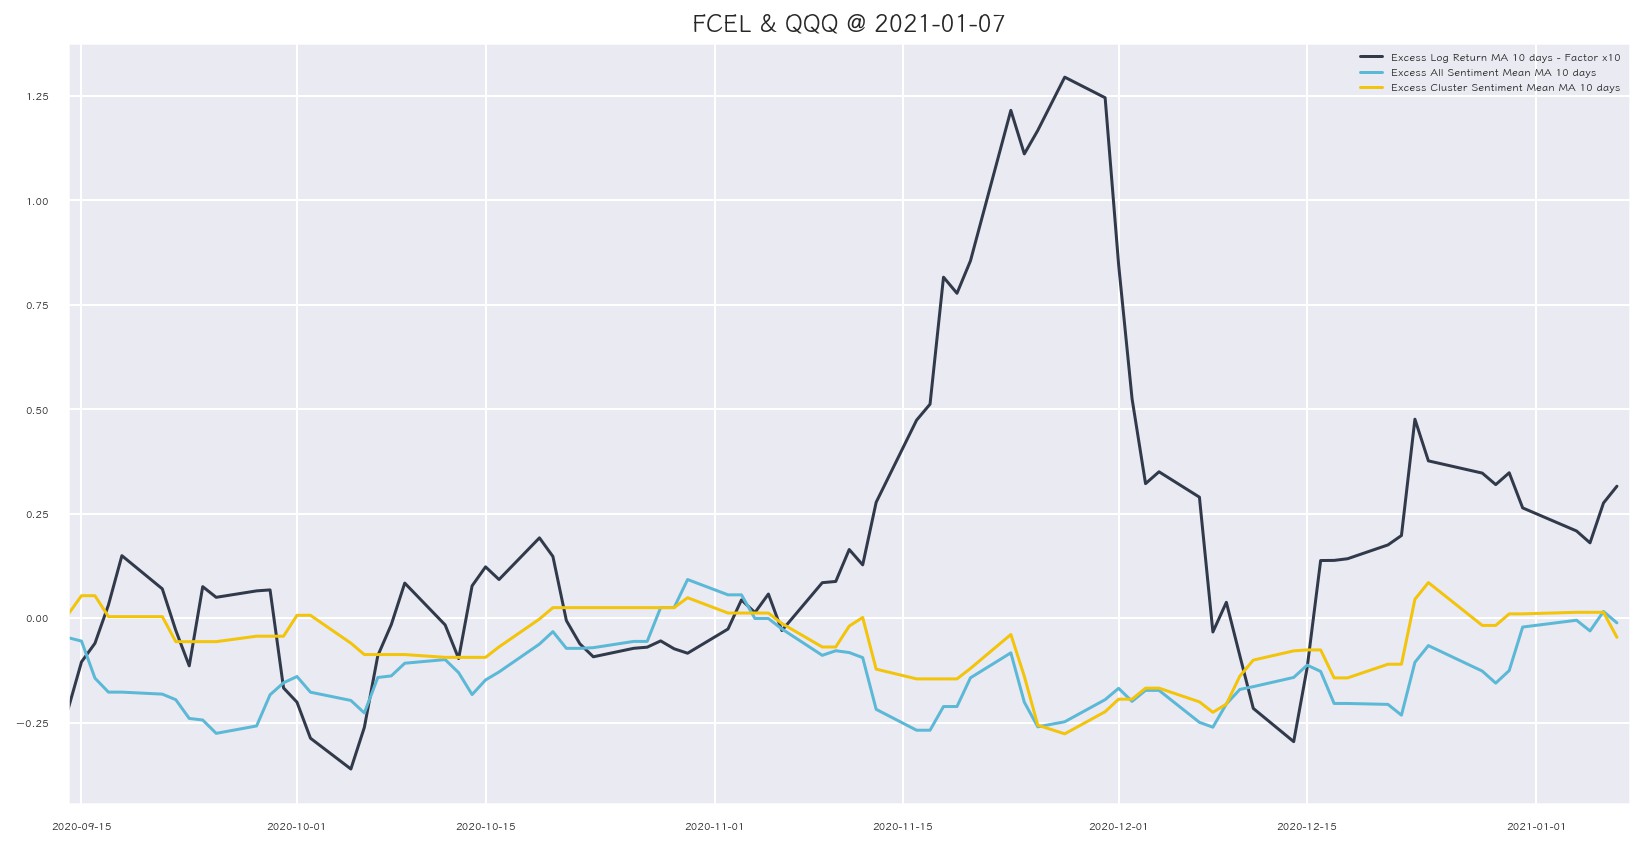 FCEL & QQQ @ 2021-01-07
Excess Log Return MA 10 days - Factor x10
Excess All Sentiment Mean MA 10 days
Excess Cluster Sentiment Mean MA 10 days
1.25
1.00
0.75
0.50
0.25
0.00
−0.25
2020-09-15 2020-10-01 2020-10-15 2020-11-01 2020-11-15 2020-12-01 2020-12-15 2021-01-01